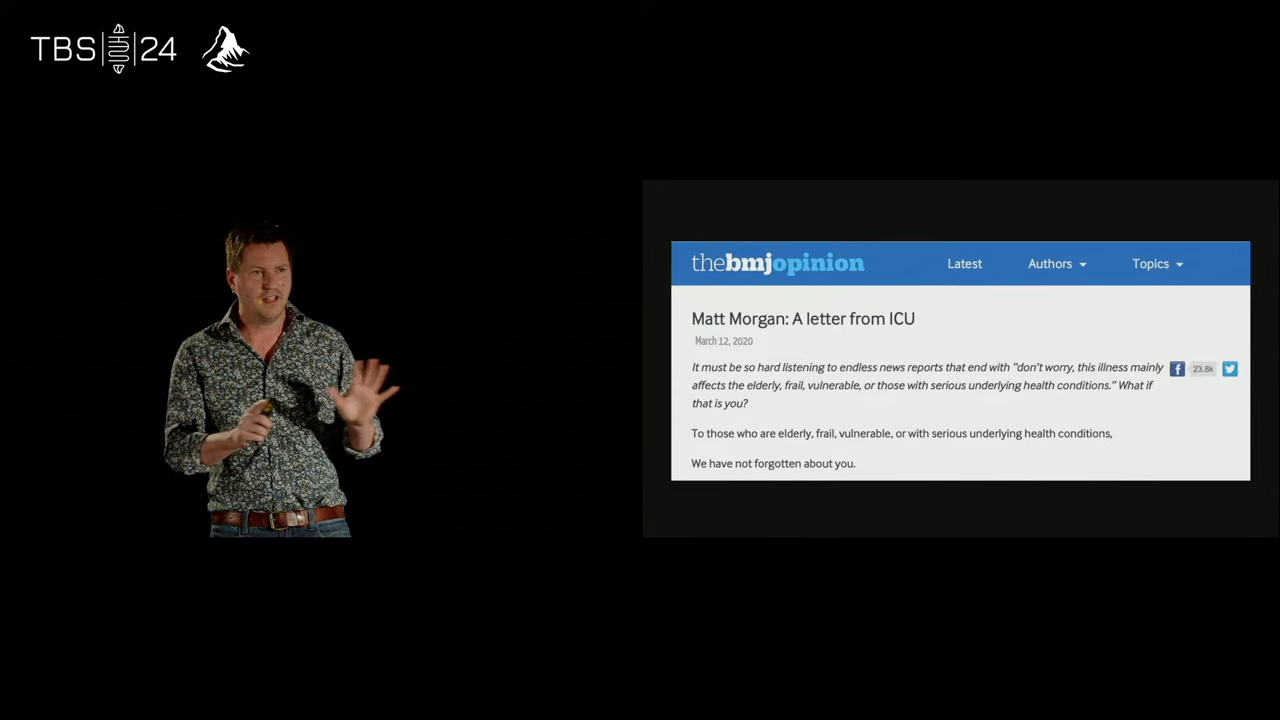 TBS 24
thebmjopinion
Latest Authors Topics
Matt Morgan: A letter from ICU
March 12, 2020
It must be so hard listening to endless news reports that end with "don't worry, this illness mainly
affects the elderly, frail, vulnerable, or those with serious underlying health conditions." What if
that is you?
23.8k
To those who are elderly, frail, vulnerable, or with serious underlying health conditions,
We have not forgotten about you.